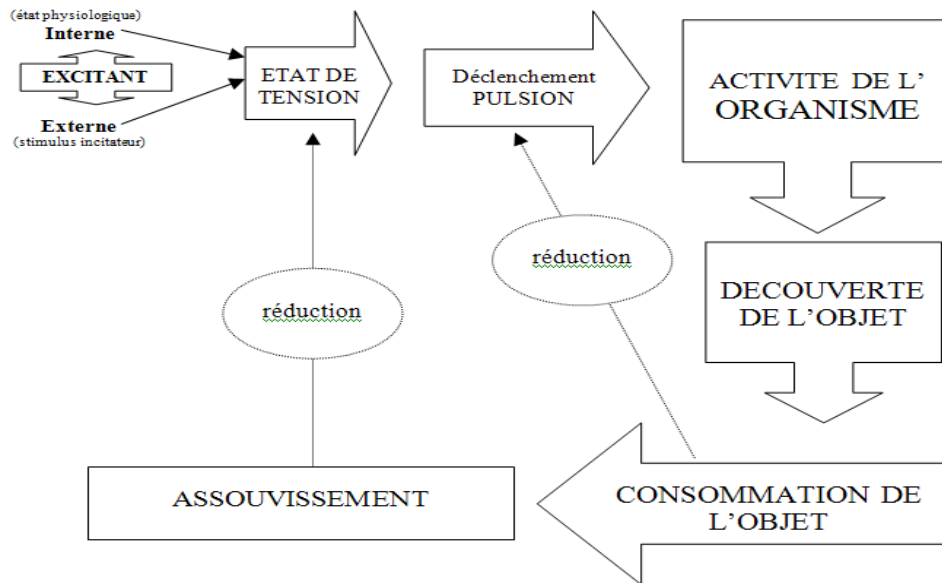 (état physiologique)
Interne
EXCITANT
Externe
(stimulus incitateur)
ETAT DE
TENSION
Déclenchement
PULSION
ACTIVITE DE L’
ORGANISME
réduction
réduction
DECOUVERTE
DE L’OBJET
ASSOUVISSEMENT
CONSOMMATION DE
L’OBJET